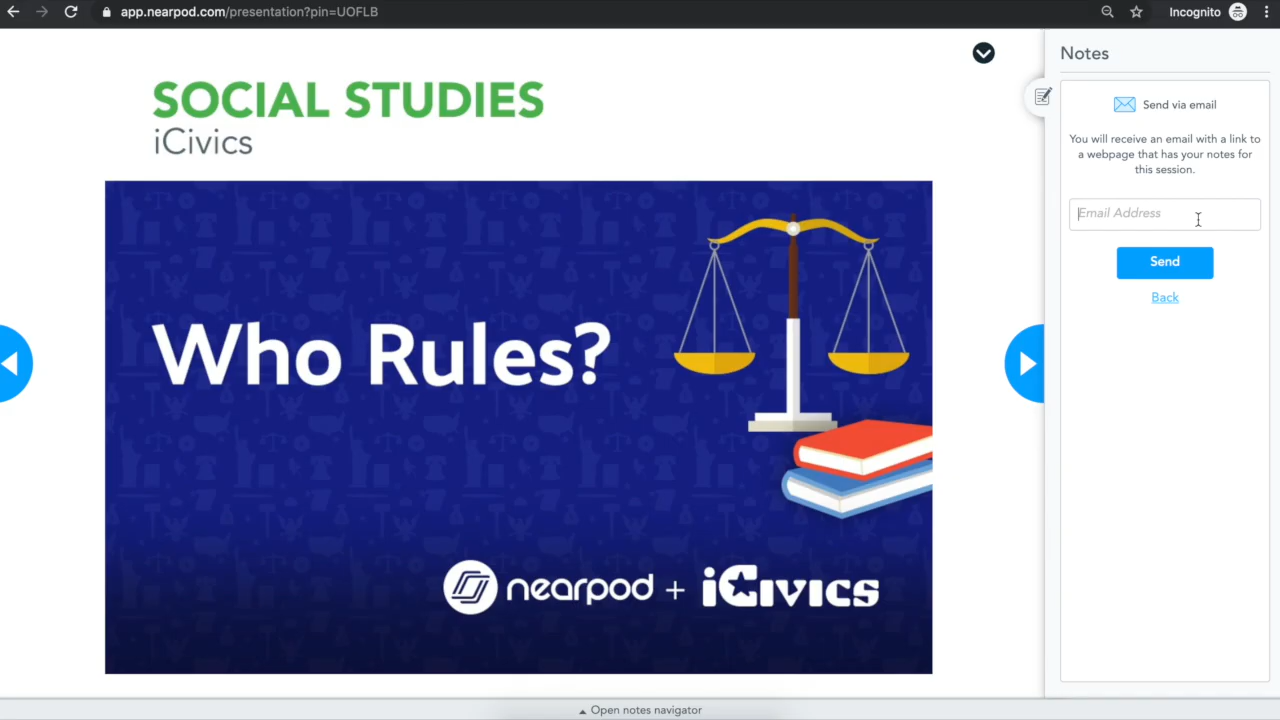 app.nearpod.com/presentation?pin=UOFLB
Incognito
SOCIAL STUDIES
iCivics
Who Rules?
nearpod + iCivics
Notes
Send via email
You will receive an email with a link to
a webpage that has your notes for
this session.
Email Address
Send
Back
Open notes navigator